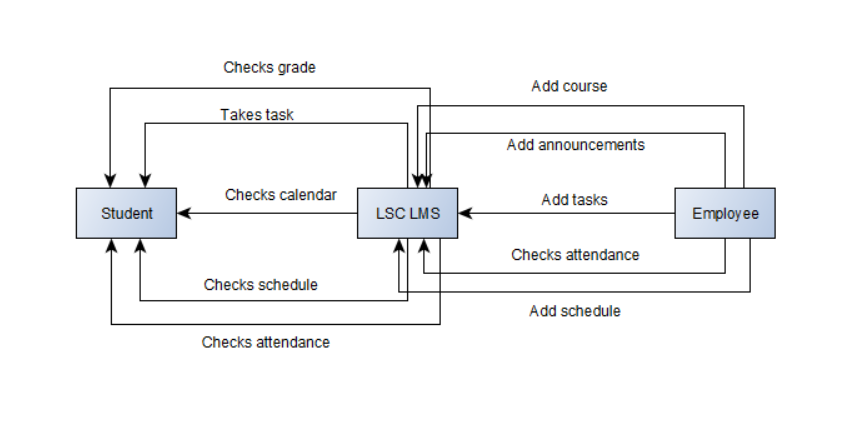 Checks grade
Add course
Takes task
Add announcements
Checks calendar
Add tasks
Student
LSC LMS
Employee
Checks attendance
Checks schedule
Add schedule
Checks attendance